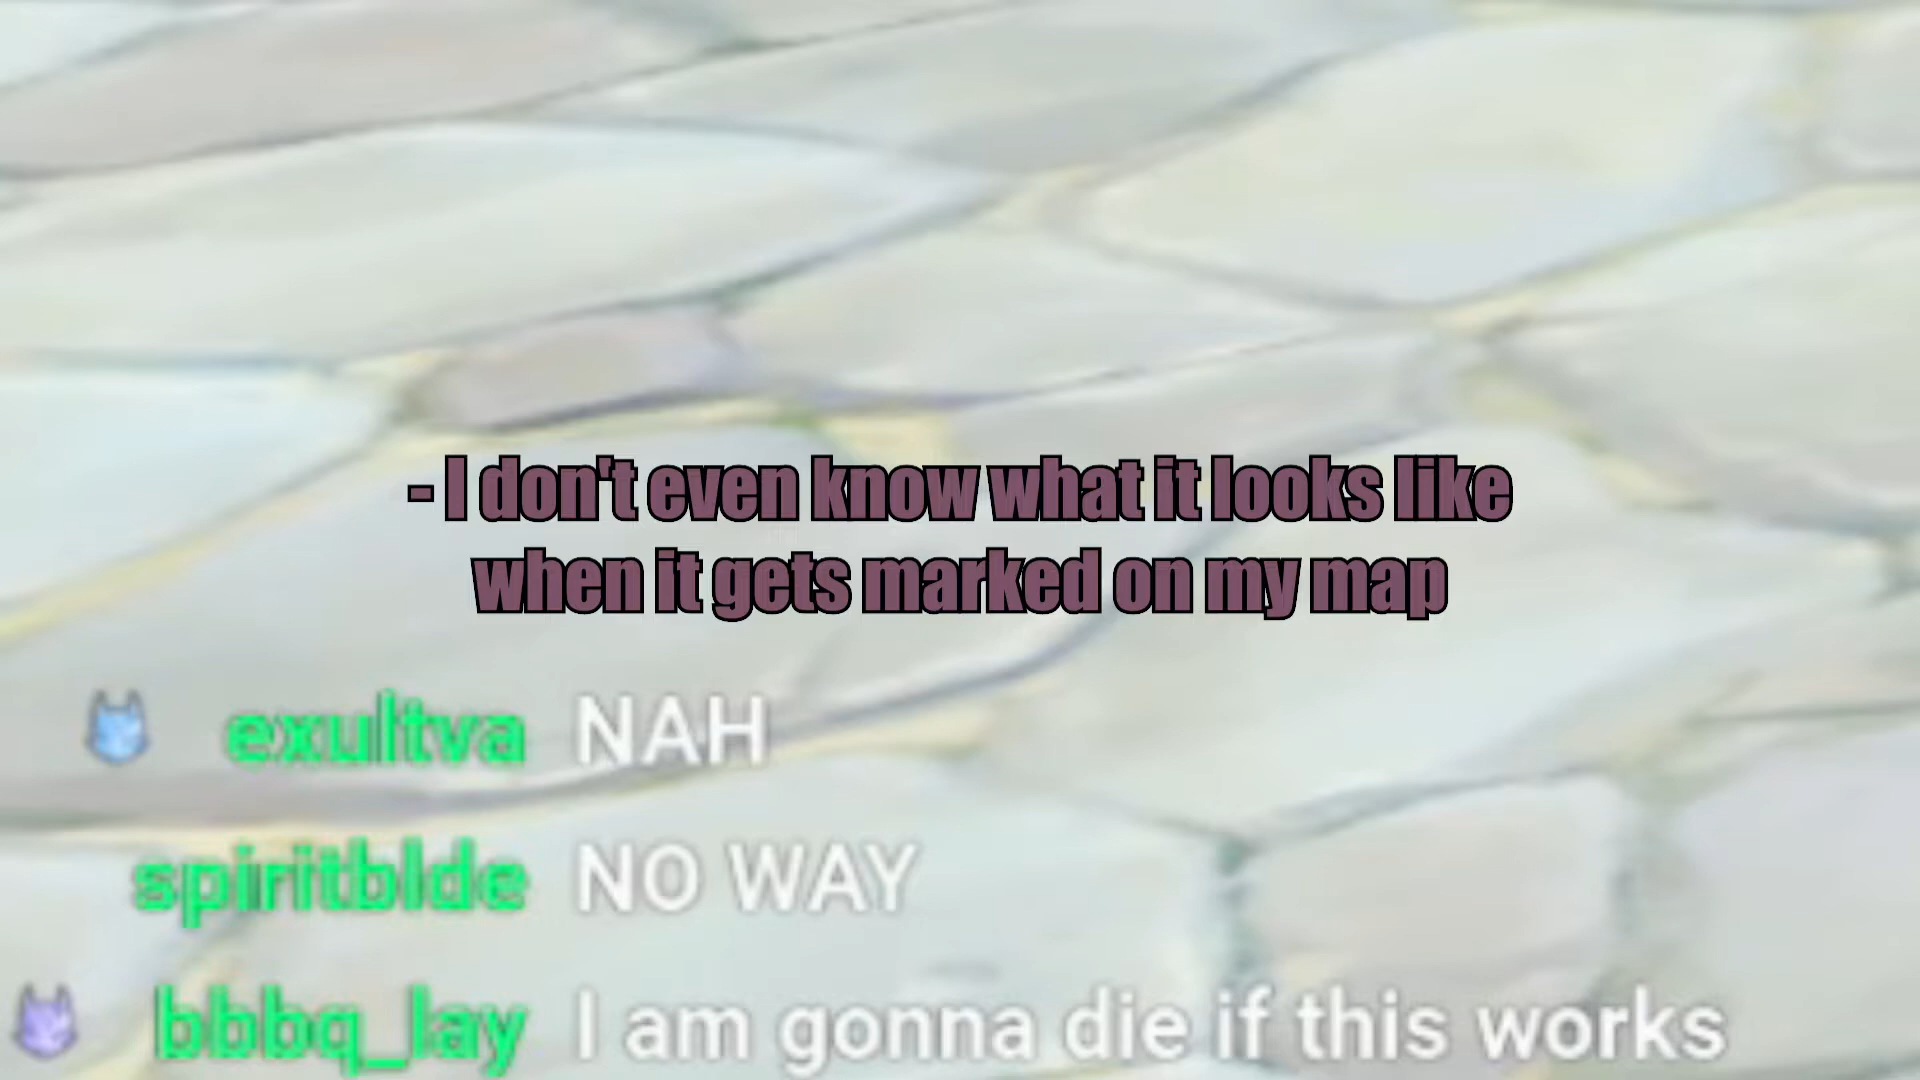 - I don't even know what it looks like
when it gets marked on my map
exultva NAH
spiritblde NO WAY
bbbq_lay I am gonna die if this works